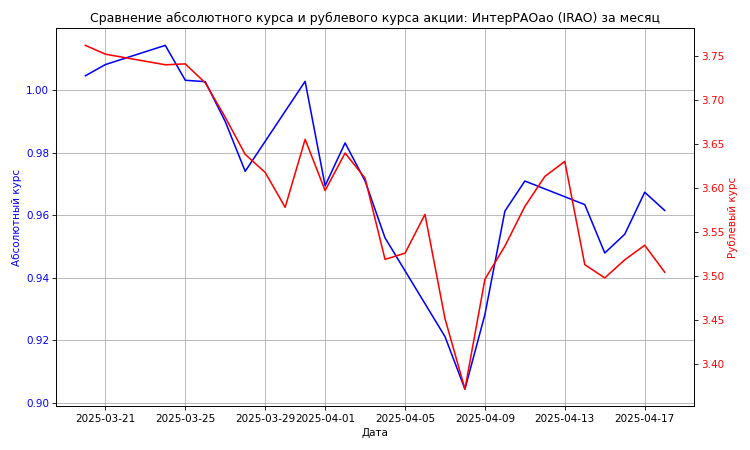 Сравнение абсолютного курса и рублевого курса акции: ИнтерРАОао (IRAO) за месяц
1.00
0.98
0.96
0.94
0.92
0.90
Абсолютный курс
3.75
3.70
3.65
3.60
3.55
3.50
3.45
3.40
Рублевый курс
2025-03-21 2025-03-25 2025-03-29 2025-04-01 2025-04-05 2025-04-09 2025-04-13 2025-04-17
Дата